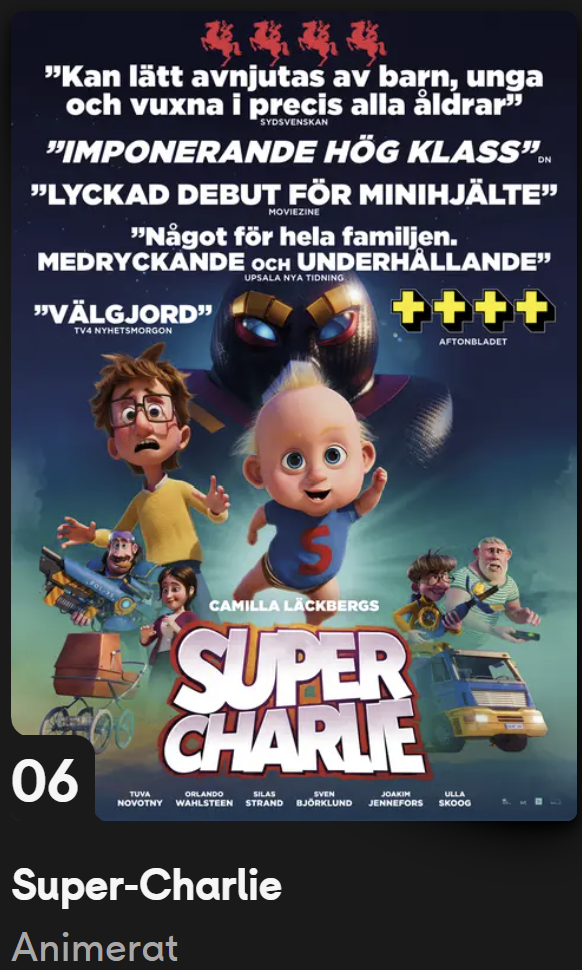 ”Kan lätt avnjutas av barn, unga
och vuxna i precis alla åldrar”
SYDSVENSKAN
”IMPONERANDE HÖG KLASS” DN
”LYCKAD DEBUT FÖR MINIHJÄLTE”
MOVIEZINE
”Något för hela familjen.
MEDRYCKANDE OCH UNDERHÅLLANDE”
UPSALA NYA TIDNING
”VÄLGJORD”
TV4 NYHETSMORGON
AFTONBLADET
POLISE
S
CAMILLA LÄCKBERGS
SUPER
CHARLIE
06
TUVA NOVOTNY
ORLANDO WAHLSTEEN
SILAS STRAND
SVEN BJÖRKLUND
JOAKIM JENNEFORS
ULLA SKOOG
Super-Charlie
Animerat